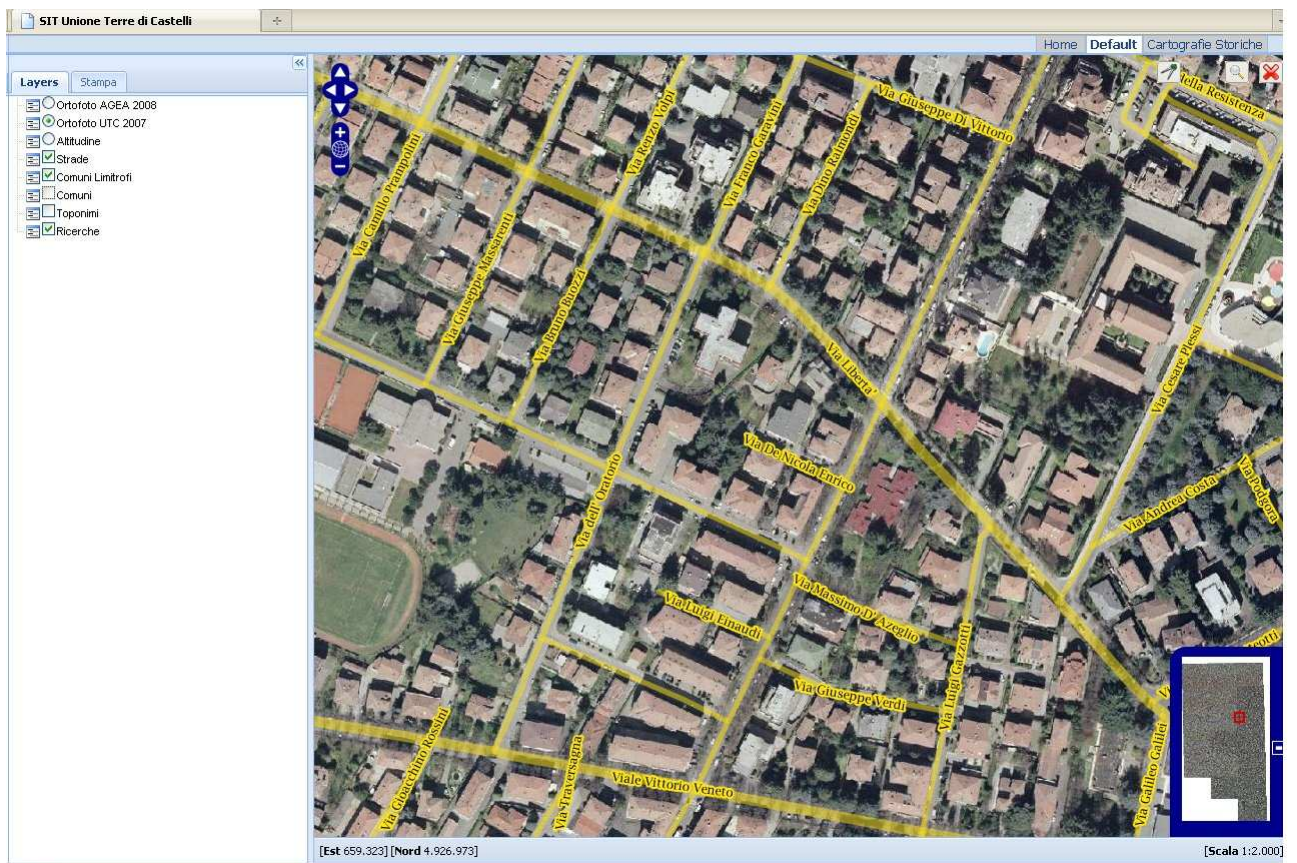 SIT Unione Terre di Castelli
Home Default Cartografie Storiche
Layers Stampa
Ortofoto AGEA 2008
Ortofoto UTC 2007
Altitudine
Strade
Comuni Limitrofi
Comuni
Toponimi
Ricerche
della Resistenza
Via Giuseppe Di Vittorio
Via Renzo Volpi
Via Franco Garavini
Via Dino Raimondi
Via Camillo Prampolini
Via Giuseppe Massarenti
Via Bruno Buozzi
Via Liberta'
Via Cesare Plessi
Via De Nicola Enrico
Via dell' Oratorio
Via Andrea Costa
Via Podgora
Via Massimo D' Azeglio
Via Luigi Einaudi
Via Luigi Gazzotti
Via Giuseppe Verdi
Via Gioacchino Rossini
Via Traversagna
Viale Vittorio Veneto
Via Galileo Galilei
[Est 659.323] [Nord 4.926.973]
[Scala 1:2.000]